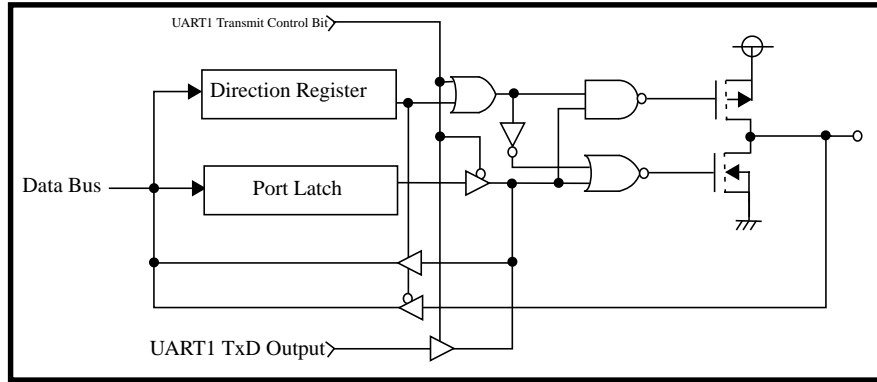 UART1 Transmit Control Bit
Direction Register
Port Latch
Data Bus
UART1 TxD Output